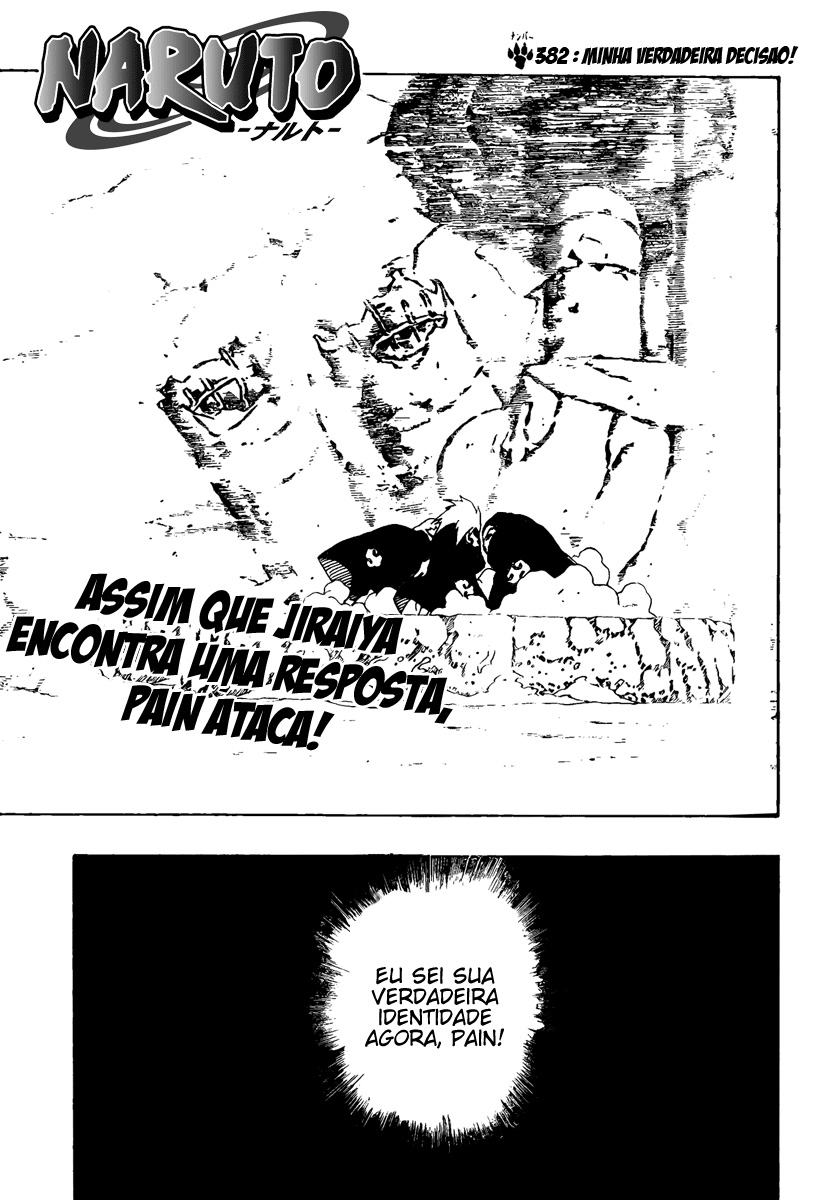 NARUTO
-ナルト-
ナンバー
382 : MINHA VERDADEIRA DECISAO!
ASSIM QUE JIRAIYA
ENCONTRA UMA RESPOSTA,
PAIN ATACA!
EU SEI SUA
VERDADEIRA
IDENTIDADE
AGORA, PAIN!